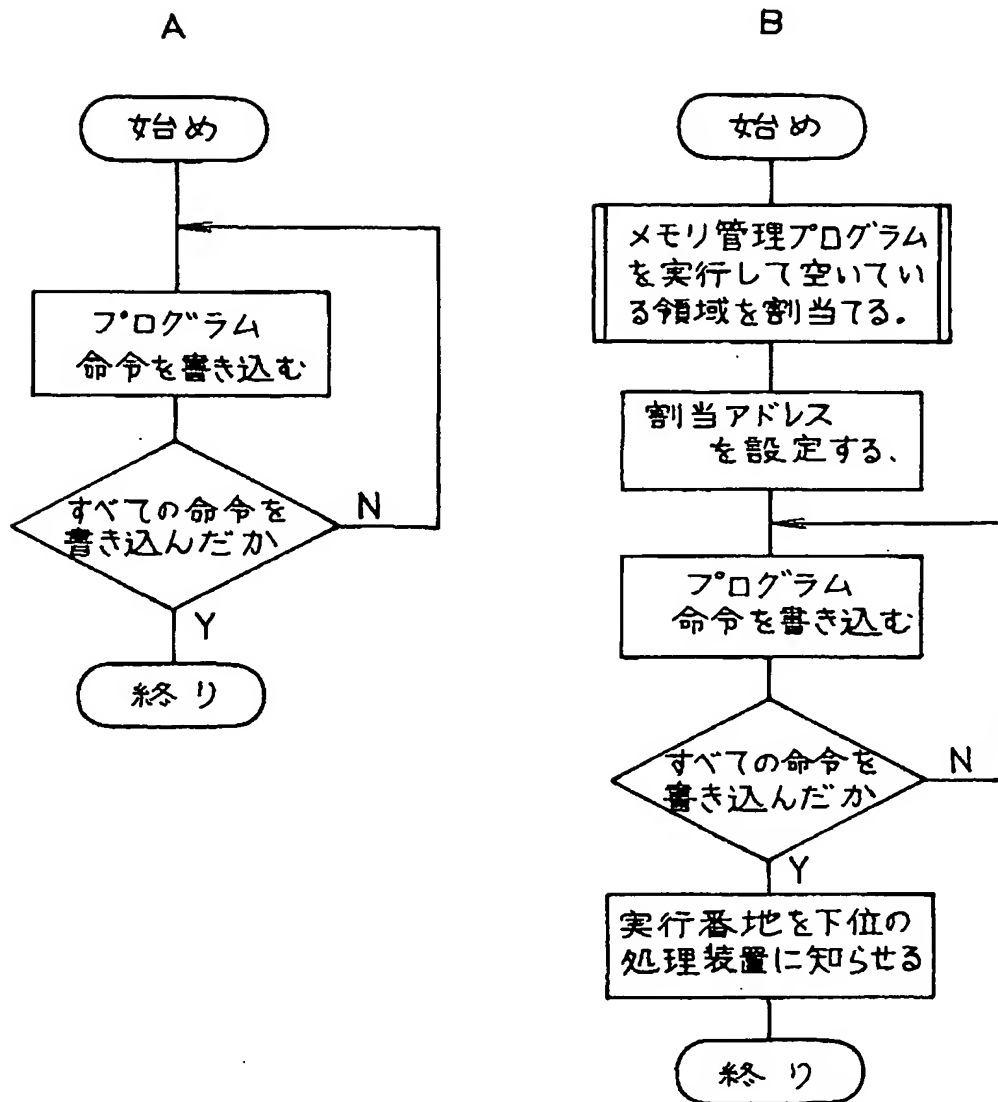 A
始め
プログラム
命令を書き込む
すべての命令を
書き込んだか
N
Y
終り
B
始め
メモリ管理プログラム
を実行して空いてい
る領域を割当てる.
割当アドレス
を設定する、
プログラム
命令を書き込む
すべての命令を
書き込んだか
N
Y
実行番地を下位の
処理装置に知らせる
終り